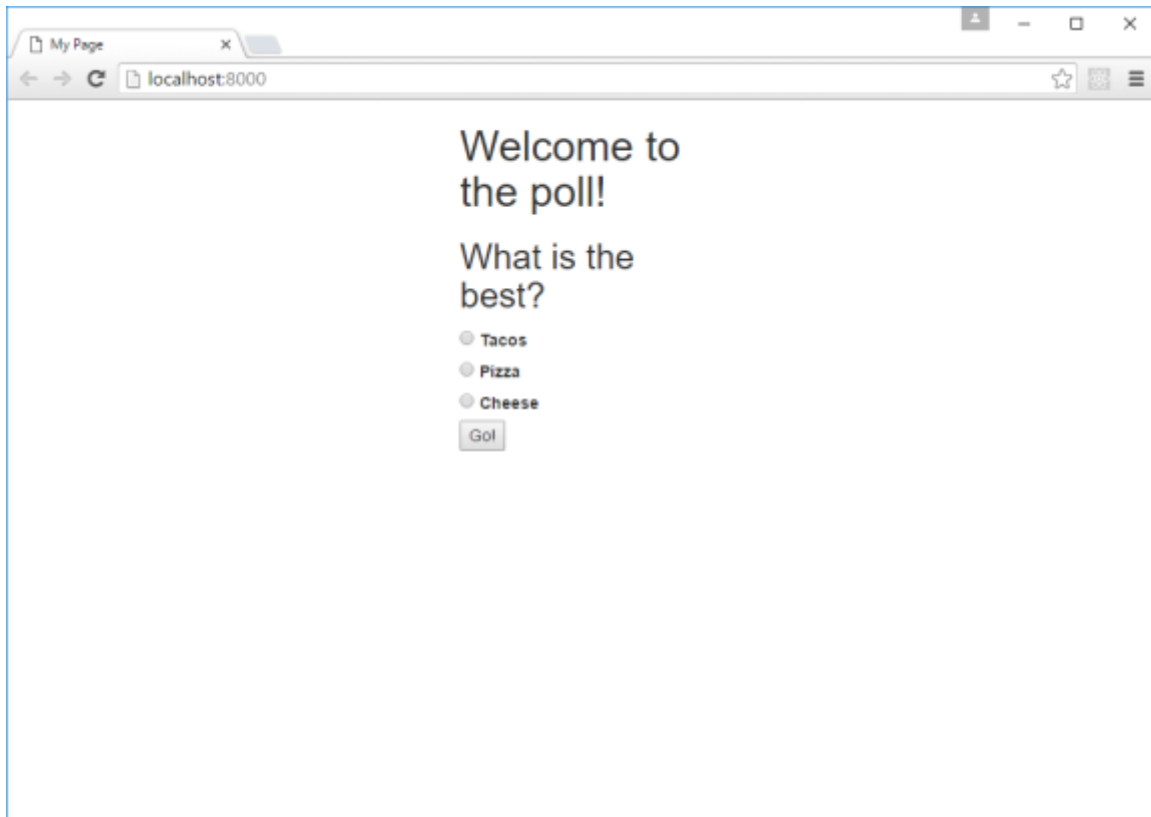 My Page
localhost:8000
Welcome to
the poll!
What is the
best?
Tacos
Pizza
Cheese
Go!